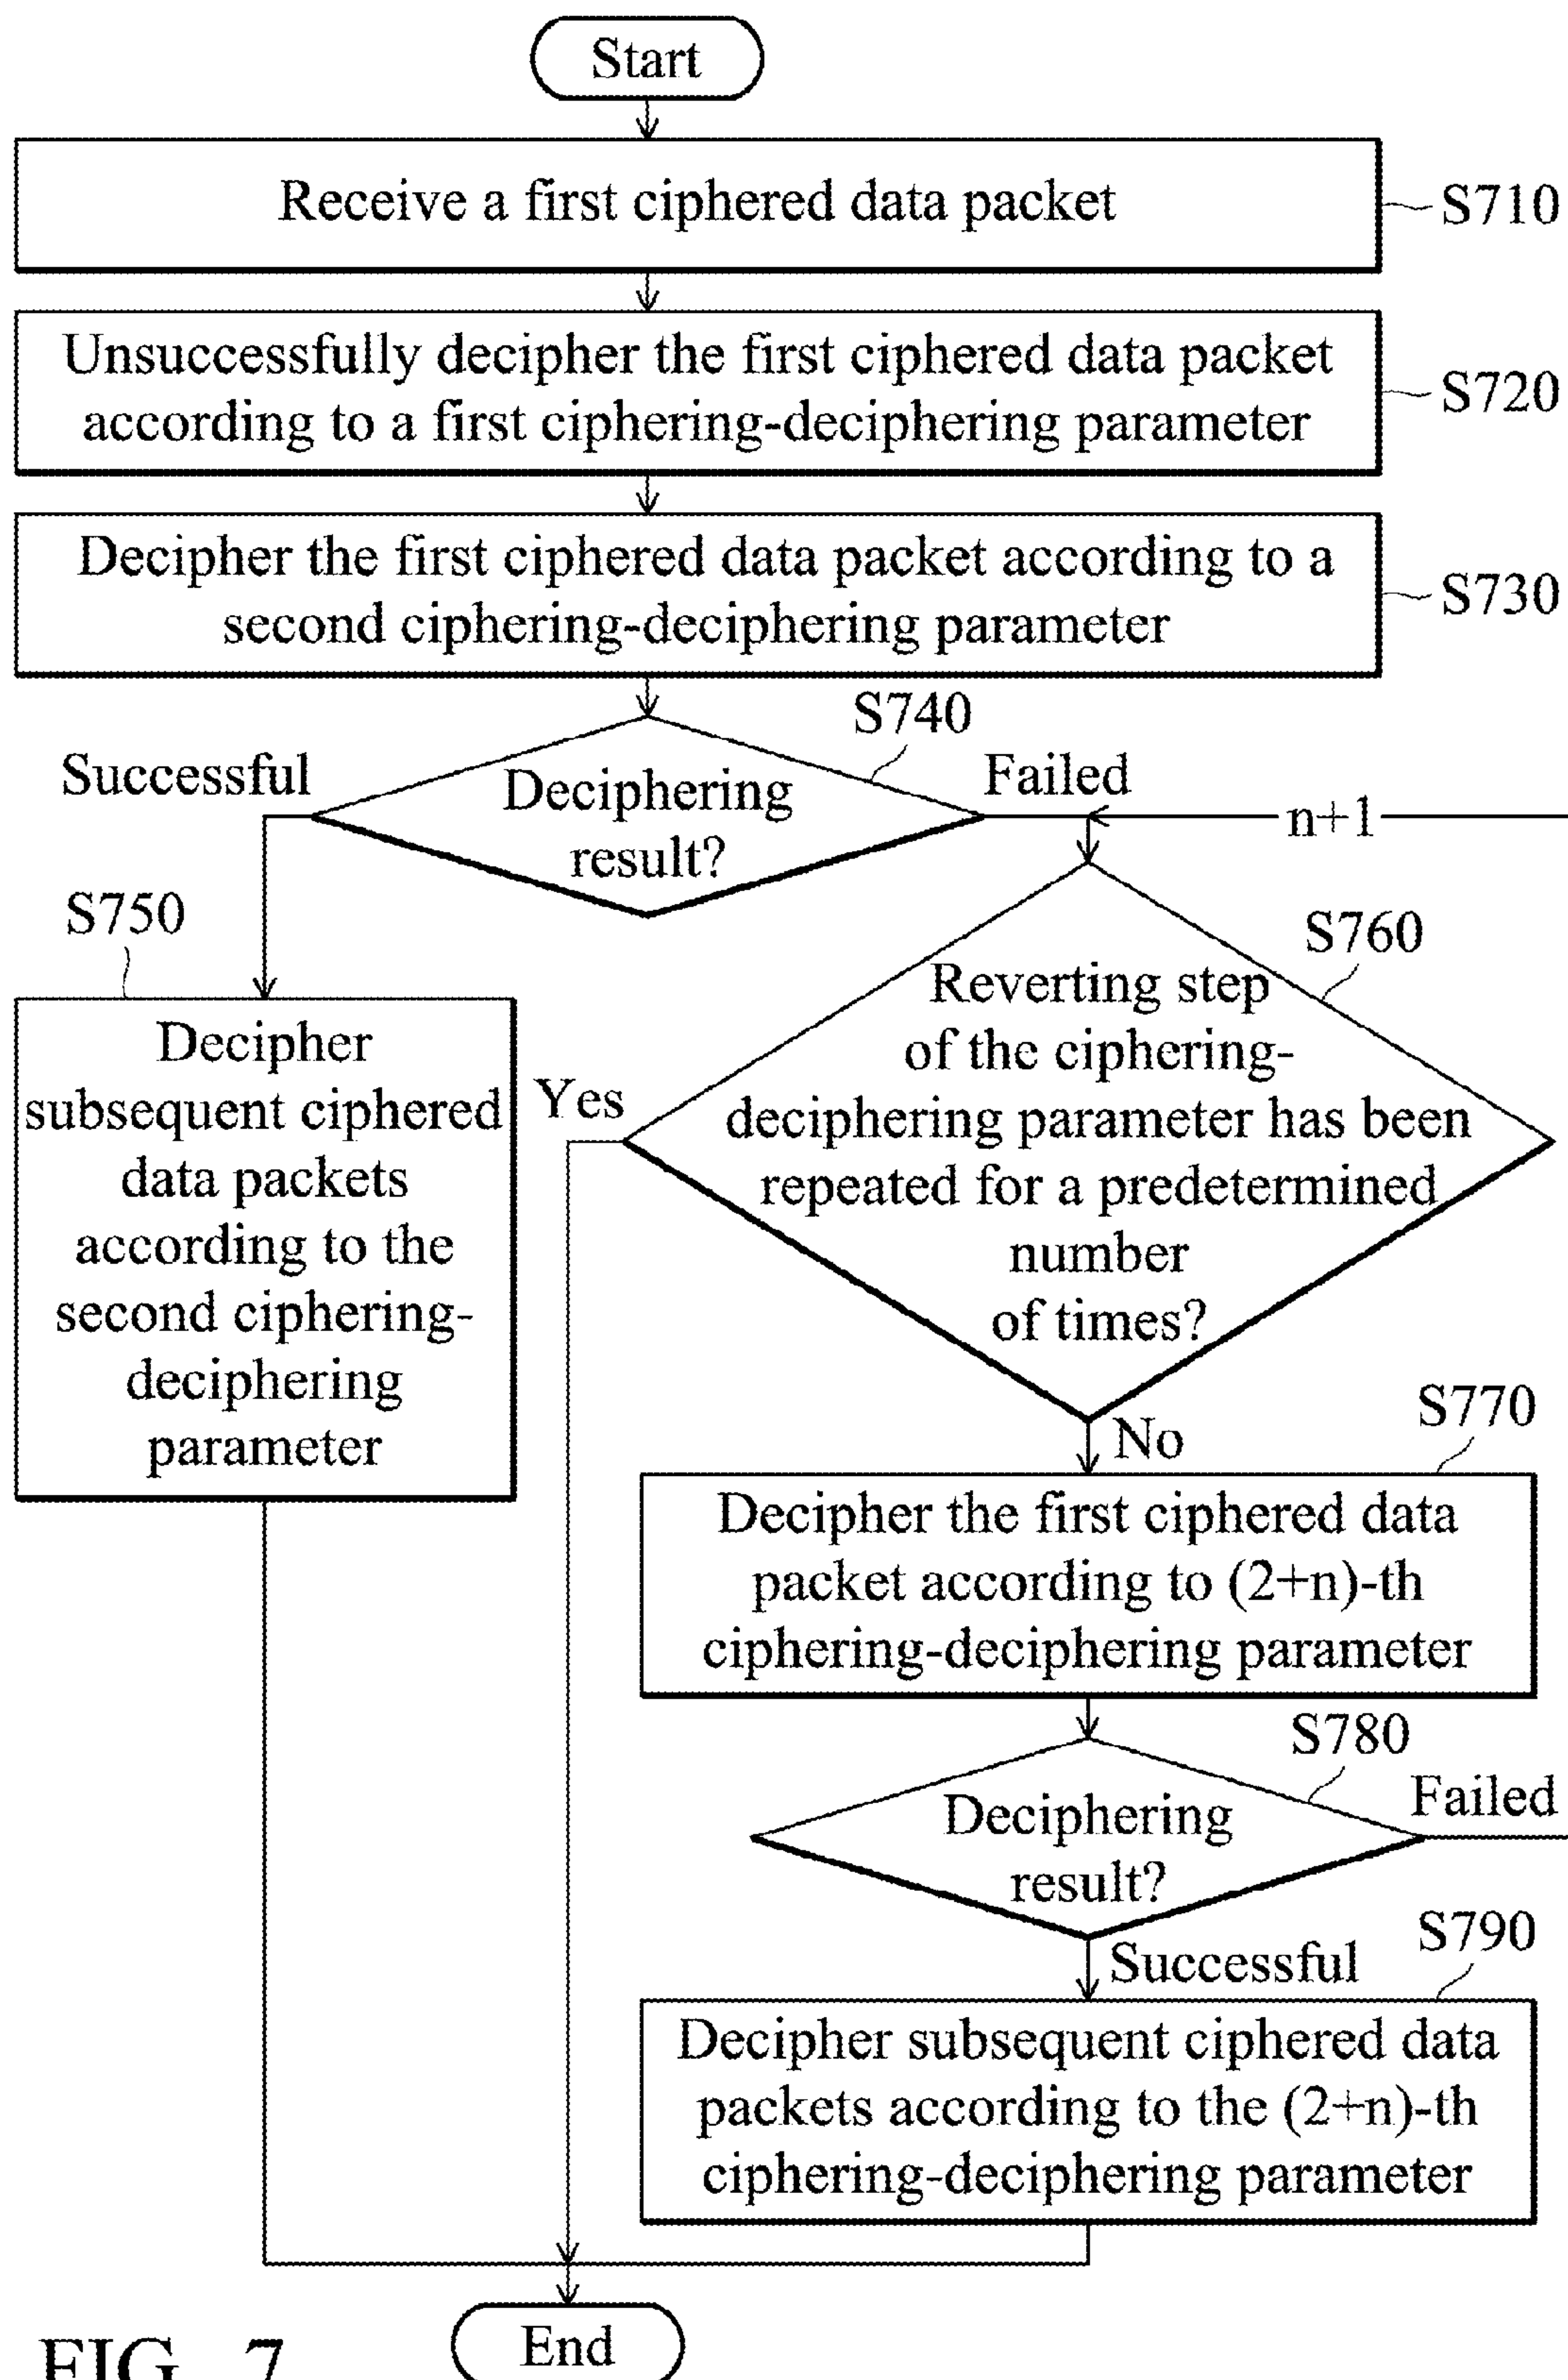 Start
Receive a first ciphered data packet
S710
Unsuccessfully decipher the first ciphered data packet
according to a first ciphering-deciphering parameter
S720
Decipher the first ciphered data packet according to a
second ciphering-deciphering parameter
S730
S740
Successful
Deciphering
result?
Failed
n+1
S750
Decipher
subsequent ciphered
data packets
according to the
second ciphering-
deciphering
parameter
S760
Reverting step
of the ciphering-
deciphering parameter has been
repeated for a predetermined
number
of times?
Yes
No
S770
Decipher the first ciphered data
packet according to (2+n)-th
ciphering-deciphering parameter
S780
Deciphering
result?
Failed
Successful
S790
Decipher subsequent ciphered data
packets according to the (2+n)-th
ciphering-deciphering parameter
End
FIG. 7